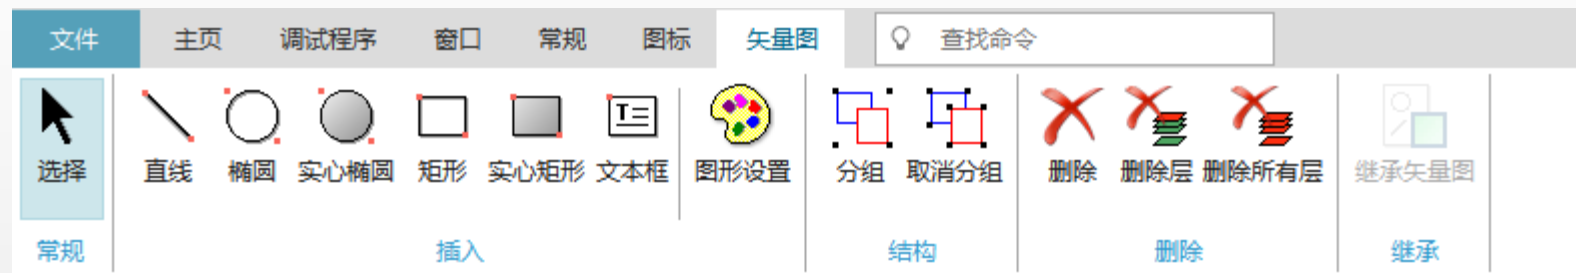 文件 主页 调试程序 窗口 常规 图标 矢量图 查找命令
选择 直线 椭圆 实心椭圆 矩形 实心矩形 文本框 图形设置 分组 取消分组 删除 删除层 删除所有层 继承矢量图
常规 插入 结构 删除 继承